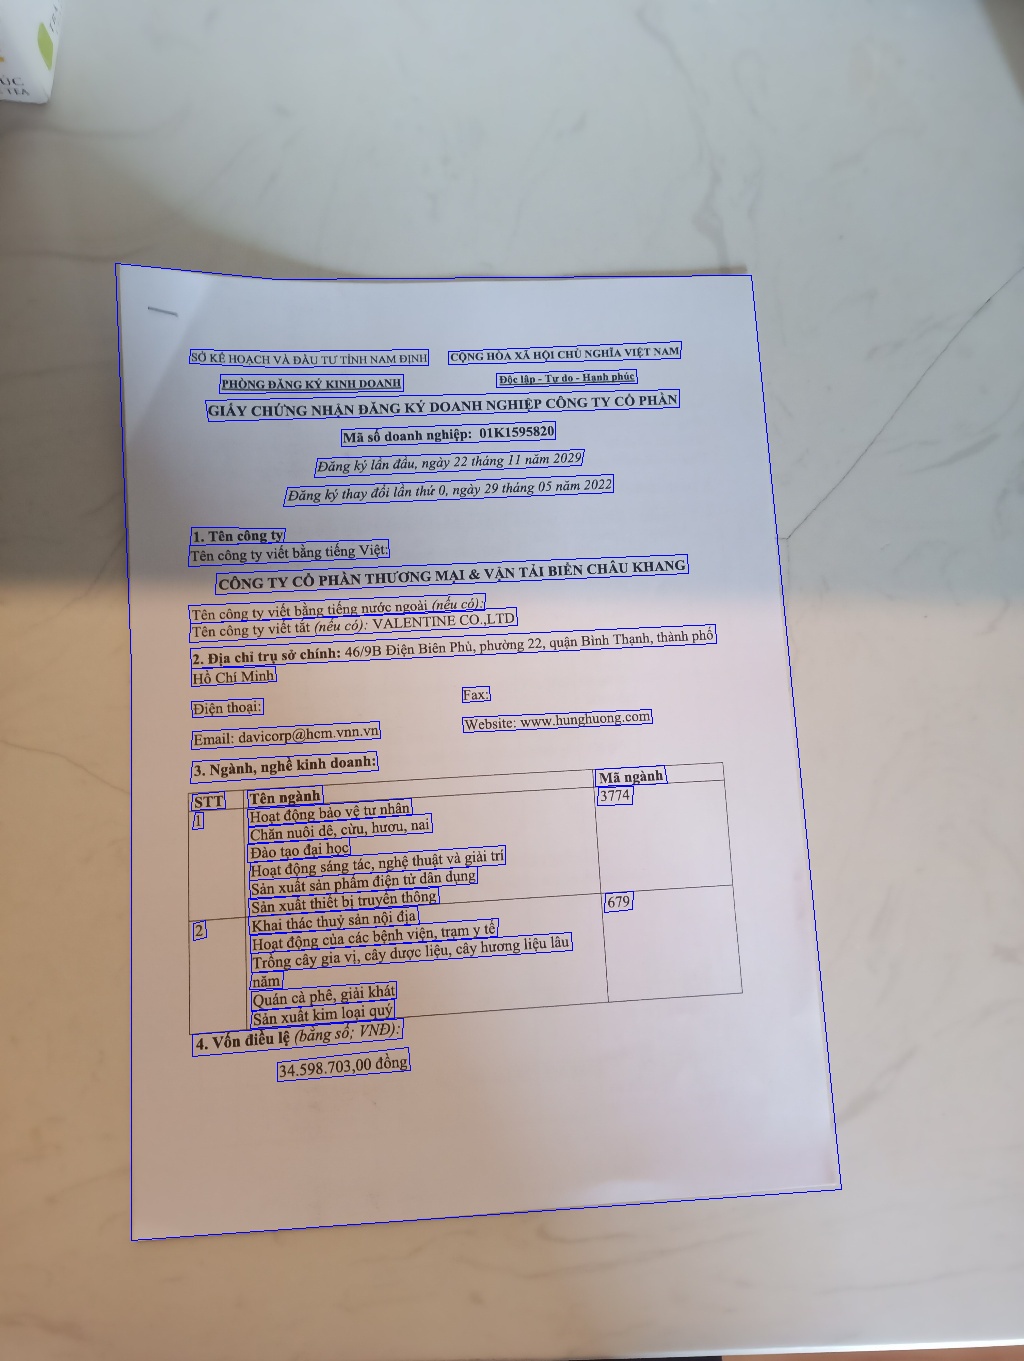 SỞ KẾ HOẠCH VÀ ĐẦU TƯ TỈNH NAM ĐỊNH
CỘNG HÒA XÃ HỘI CHỦ NGHĨA VIỆT NAM
PHÒNG ĐĂNG KÝ KINH DOANH
Độc lập - Tự do - Hạnh phúc
GIẤY CHỨNG NHẬN ĐĂNG KÝ DOANH NGHIỆP CÔNG TY CỔ PHẦN
Mã số doanh nghiệp: 01K1595820
Đăng ký lần đầu, ngày 22 tháng 11 năm 2029
Đăng ký thay đổi lần thứ 0, ngày 29 tháng 05 năm 2022
1. Tên công ty
Tên công ty viết bằng tiếng Việt:
CÔNG TY CỔ PHẦN THƯƠNG MẠI & VẬN TẢI BIỂN CHÂU KHANG
Tên công ty viết bằng tiếng nước ngoài (nếu có):
Tên công ty viết tắt (nếu có): VALENTINE CO.,LTD
2. Địa chỉ trụ sở chính: 46/9B Điện Biên Phủ, phường 22, quận Bình Thạnh, thành phố
Hồ Chí Minh
Điện thoại:
Fax:
Email: davicorp@hcm.vnn.vn
Website: www.hunghuong.com
3. Ngành, nghề kinh doanh:
STT Tên ngành Mã ngành
1 Hoạt động bảo vệ tư nhân 3774
Chăn nuôi dê, cừu, hươu, nai
Đào tạo đại học
Hoạt động sáng tác, nghệ thuật và giải trí
Sản xuất sản phẩm điện tử dân dụng
Sản xuất thiết bị truyền thông
2 Khai thác thuỷ sản nội địa 679
Hoạt động của các bệnh viện, trạm y tế
Trồng cây gia vị, cây dược liệu, cây hương liệu lâu
năm
Quán cà phê, giải khát
Sản xuất kim loại quý
4. Vốn điều lệ (bằng số; VNĐ):
34.598.703,00 đồng